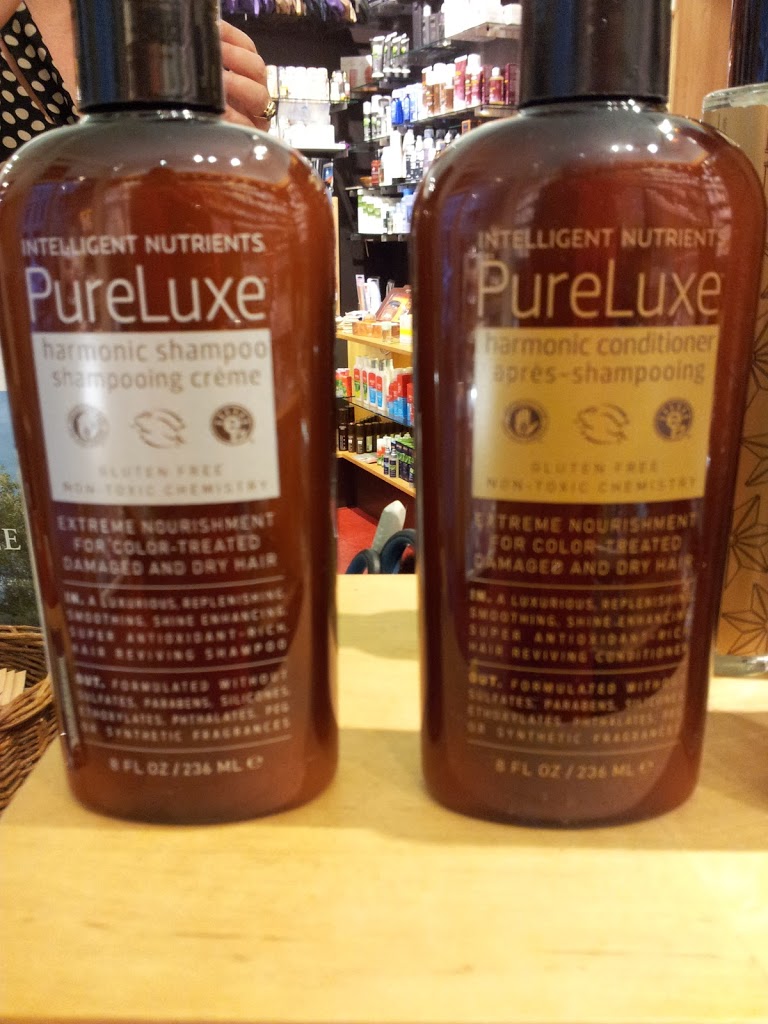 INTELLIGENT NUTRIENTS
PureLuxe
harmonic shampoo
shampooing crème
GLUTEN FREE
NON-TOXIC CHEMISTRY
EXTREME NOURISHMENT
FOR COLOR-TREATED
DAMAGED AND DRY HAIR
IN. A LUXURIOUS, REPLENISHING,
SMOOTHING, SHINE ENHANCING,
SUPER ANTIOXIDANT-RICH,
HAIR REVIVING SHAMPOO
OUT. FORMULATED WITHOUT
SULFATES, PARABENS, SILICONES,
ETHOXYLATES, PHTHALATES, PEG
OR SYNTHETIC FRAGRANCES
8 FL OZ / 236 ML e
INTELLIGENT NUTRIENTS
PureLuxe
harmonic conditioner
après-shampooing
GLUTEN FREE
NON-TOXIC CHEMISTRY
EXTREME NOURISHMENT
FOR COLOR-TREATED
DAMAGED AND DRY HAIR
IN. A LUXURIOUS, REPLENISHING
SMOOTHING, SHINE ENHANCING
SUPER ANTIOXIDANT-RICH
HAIR REVIVING CONDITIONER
OUT. FORMULATED WITHOUT
SULFATES, PARABENS, SILICONES,
ETHOXYLATES, PHTHALATES, PEG
OR SYNTHETIC FRAGRANCES
8 FL OZ / 236 ML e